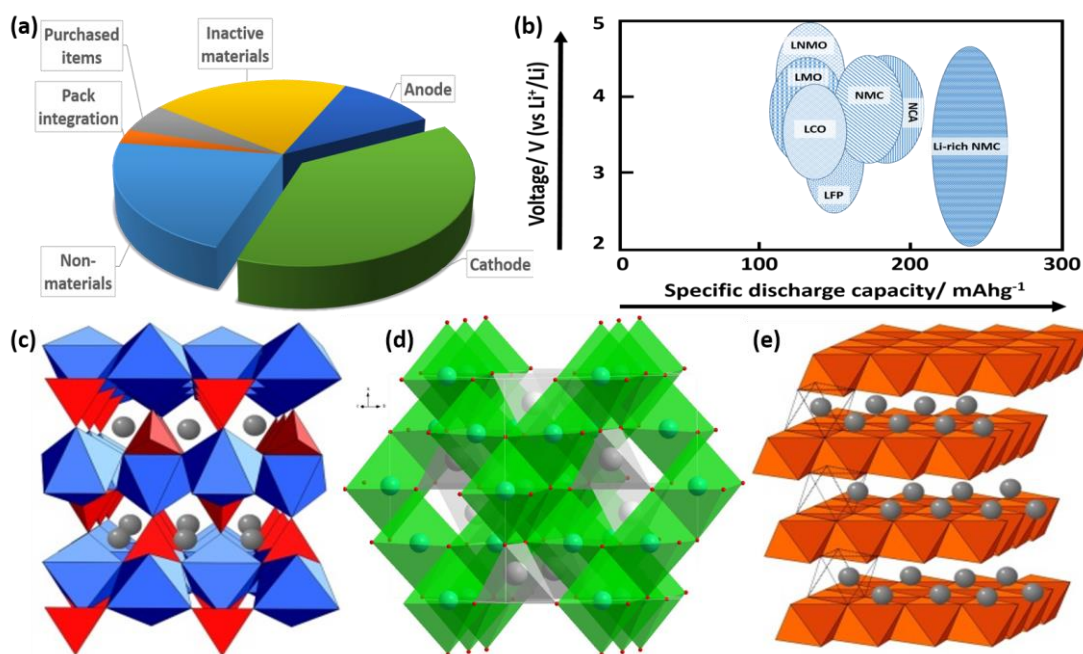 (a)
Purchased
items
Inactive
materials
Anode
Pack
integration
Non-
materials
Cathode
(b)
Voltage/ V (vs Li⁺/Li)
5
4
3
2
LNMO
LMO
NMC
NCA
LCO
LFP
Li-rich NMC
0
100
200
300
Specific discharge capacity/ mAhg⁻¹
(c)
(d)
(e)